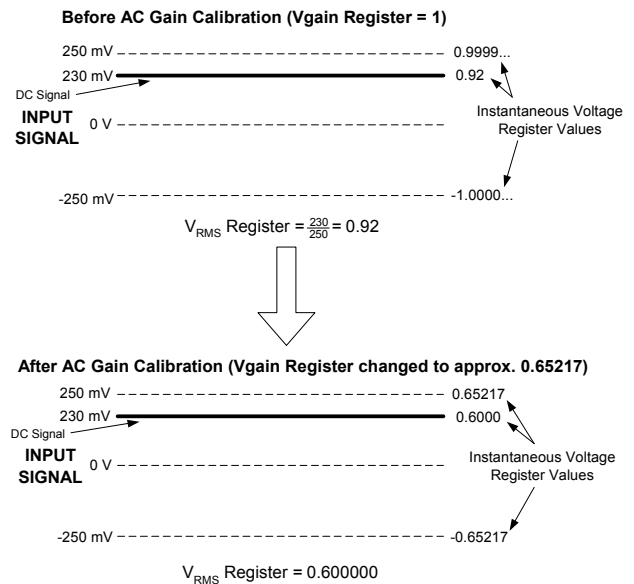 Before AC Gain Calibration (Vgain Register = 1)
250 mV 0.9999...
230 mV 0.92
DC Signal
INPUT SIGNAL
0 V
Instantaneous Voltage
Register Values
-250 mV -1.0000...
VRMS Register = 230/250 = 0.92
After AC Gain Calibration (Vgain Register changed to approx. 0.65217)
250 mV 0.65217
230 mV 0.6000
DC Signal
INPUT SIGNAL
0 V
Instantaneous Voltage
Register Values
-250 mV -0.65217
VRMS Register = 0.600000